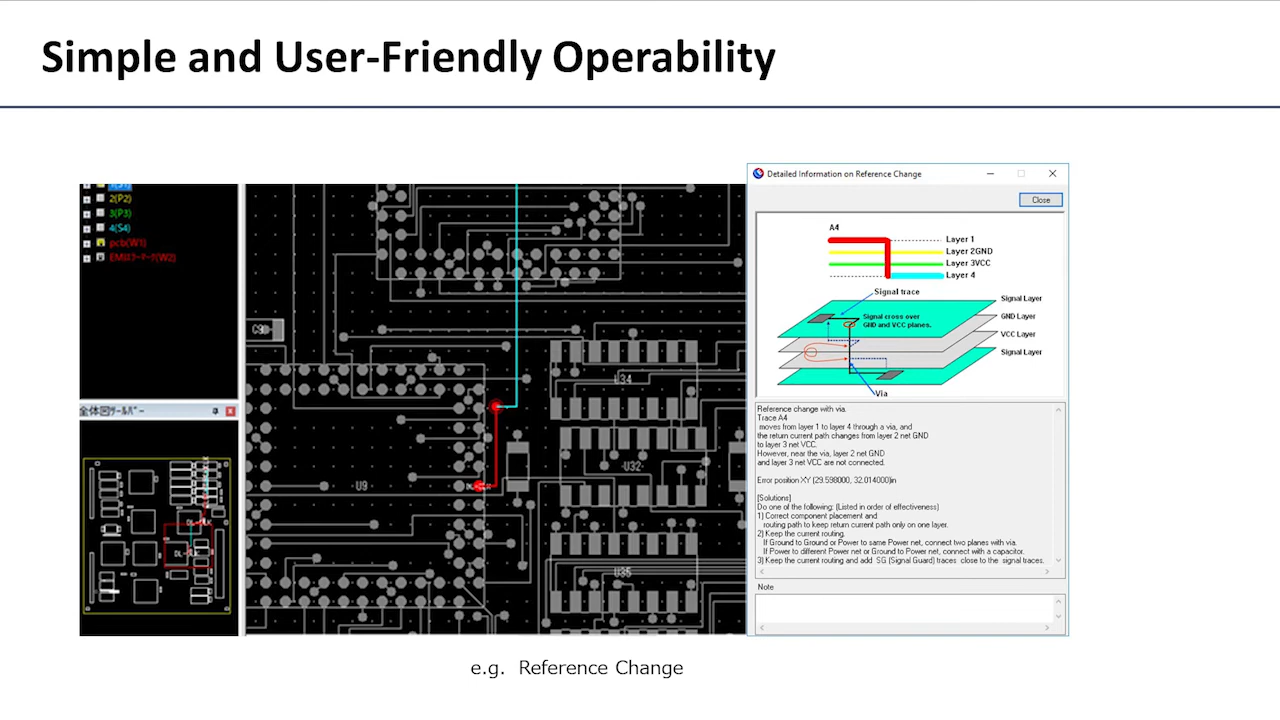 Simple and User-Friendly Operability
2(P2)
3(P3)
4(S4)
pcb(W1)
C9
U34
U32
U9
U35
Detailed Information on Reference Change
Close
A4
Layer 1
Layer 2GND
Layer 3VCC
Layer 4
Signal trace
Signal Layer
Signal cross over
GND and VCC planes.
GND Layer
VCC Layer
Signal Layer
Via
Reference change with via.
Trace A4
moves from layer 1 to layer 4 through a via, and
the return current path changes from layer 2 net GND
to layer 3 net VCC.
However, near the via, layer 2 net GND
and layer 3 net VCC are not connected.
Error position XY (29.598000, 32.014000)in
[Solutions]
Do one of the following: (Listed in order of effectiveness)
1) Correct component placement and
routing path to keep return current path only on one layer.
2) Keep the current routing.
If Ground to Ground or Power to same Power net, connect two planes with via.
If Power to different Power net or Ground to Power net, connect with a capacitor.
3) Keep the current routing and add SG (Signal Guard) traces close to the signal traces.
Note
e.g. Reference Change